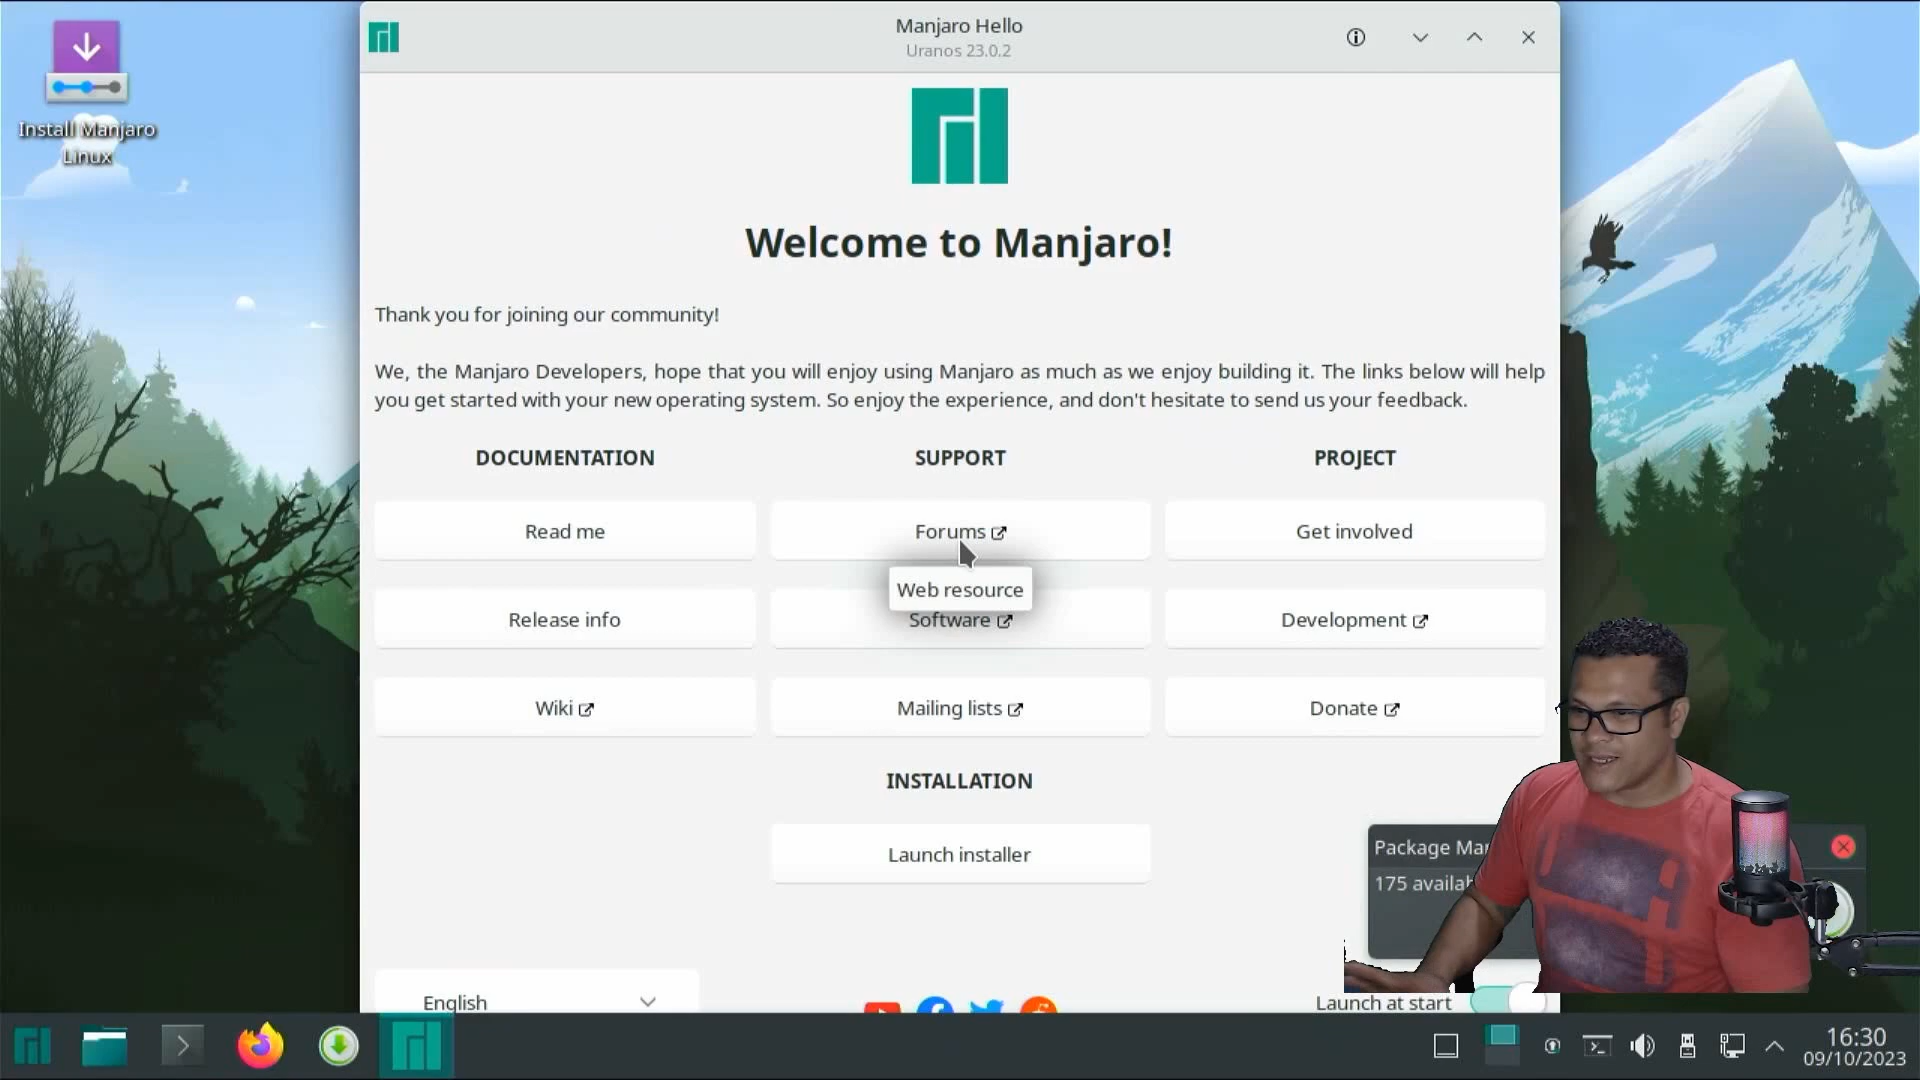 Install Manjaro
Linux
Manjaro Hello
Uranos 23.0.2
Welcome to Manjaro!
Thank you for joining our community!
We, the Manjaro Developers, hope that you will enjoy using Manjaro as much as we enjoy building it. The links below will help
you get started with your new operating system. So enjoy the experience, and don't hesitate to send us your feedback.
DOCUMENTATION
SUPPORT
PROJECT
Read me
Forums
Get involved
Web resource
Release info
Software
Development
Wiki
Mailing lists
Donate
INSTALLATION
Launch installer
Package
175
English
Launch at start
16:30
09/10/2023